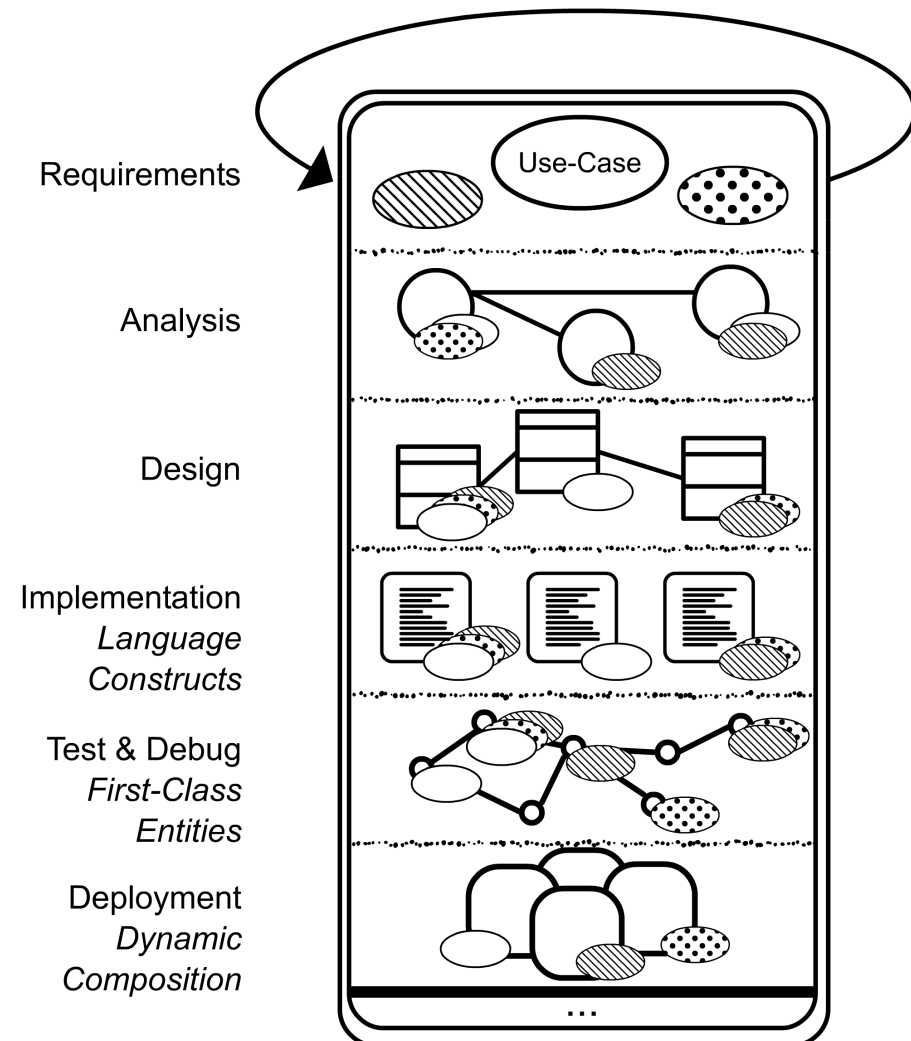 Use-Case
Requirements
Analysis
Design
Implementation
Language
Constructs
Test & Debug
First-Class
Entities
Deployment
Dynamic
Composition
...